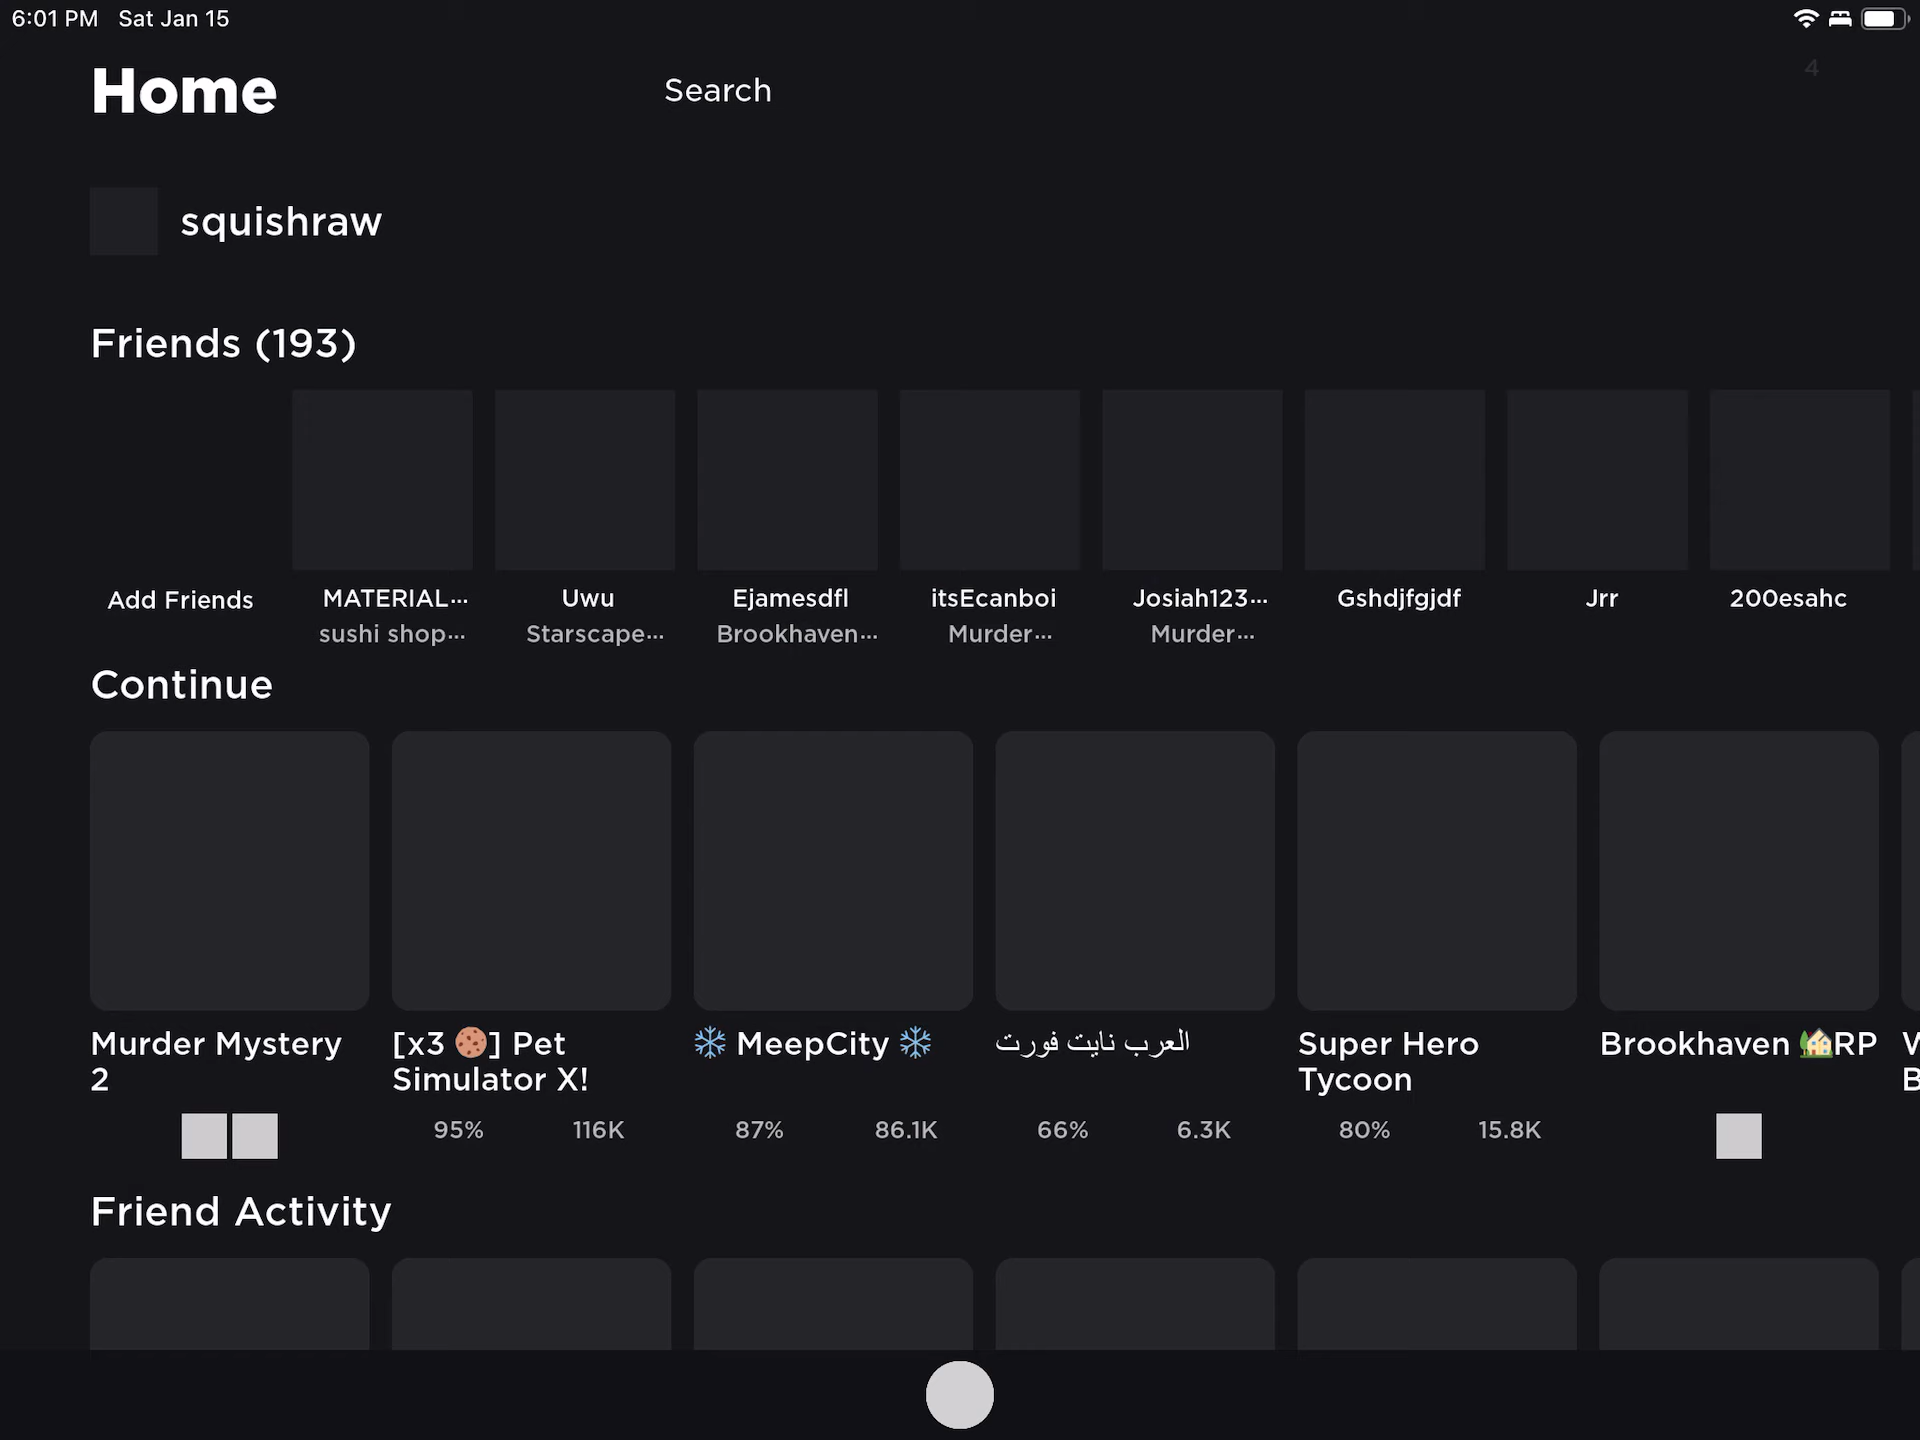 6:01 PM Sat Jan 15
4
Home
Search
squishraw
Friends (193)
Add Friends
MATERIAL...
sushi shop...
Uwu
Starscape...
Ejamesdfl
Brookhaven...
itsEcanboi
Murder...
Josiah123...
Murder...
Gshdjfgjdf
Jrr
200esahc
Continue
Murder Mystery
2
[x3 🍪] Pet
Simulator X!
95% 116K
❄️ MeepCity ❄️
87% 86.1K
العرب نايت فورت
66% 6.3K
Super Hero
Tycoon
80% 15.8K
Brookhaven 🏡RP
Friend Activity